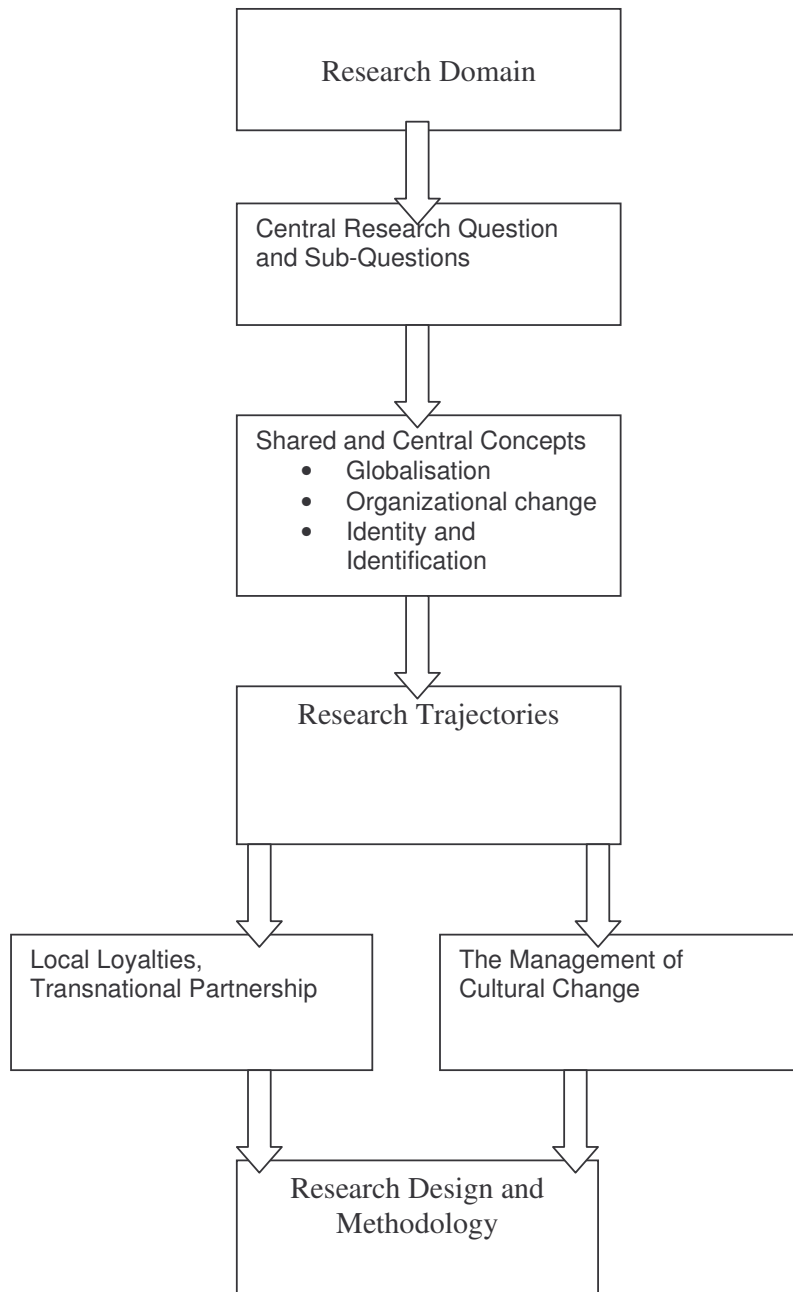 Research Domain
Central Research Question
and Sub-Questions
Shared and Central Concepts
• Globalisation
• Organizational change
• Identity and
Identification
Research Trajectories
Local Loyalties,
Transnational Partnership
The Management of
Cultural Change
Research Design and
Methodology